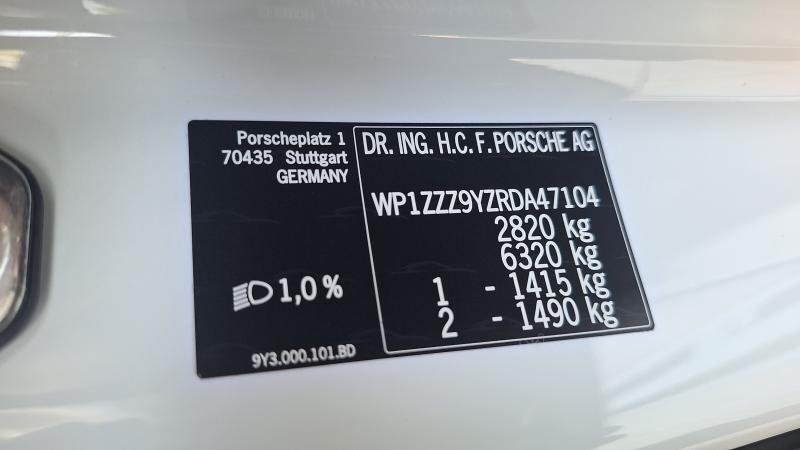 Porscheplatz 1
70435 Stuttgart
GERMANY
DR. ING. H.C. F. PORSCHE AG
WP1ZZZ9YZRDA47104
2820 kg
6320 kg
1 - 1415 kg
2 - 1490 kg
1,0 %
9Y3.000.101.BD